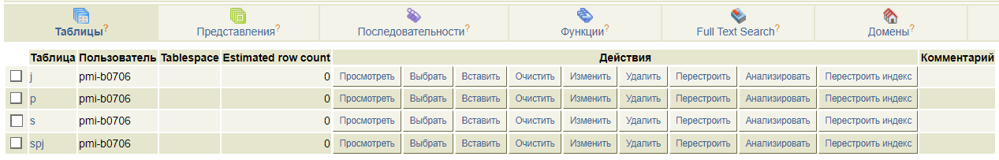 Таблицы? Представления? Последовательности? Функции? Full Text Search? Домены?
Таблица Пользователь Tablespace Estimated row count Действия Комментарий
j pmi-b0706 0 Просмотреть Выбрать Вставить Очистить Изменить Удалить Перестроить Анализировать Перестроить индекс
p pmi-b0706 0 Просмотреть Выбрать Вставить Очистить Изменить Удалить Перестроить Анализировать Перестроить индекс
s pmi-b0706 0 Просмотреть Выбрать Вставить Очистить Изменить Удалить Перестроить Анализировать Перестроить индекс
spj pmi-b0706 0 Просмотреть Выбрать Вставить Очистить Изменить Удалить Перестроить Анализировать Перестроить индекс